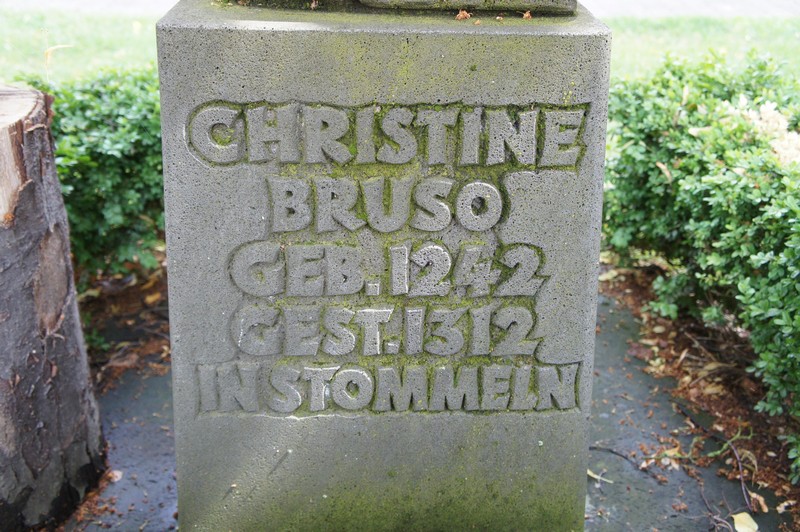 CHRISTINE
BRUSO
GEB. 1242
GEST. 1312
IN STOMMELN